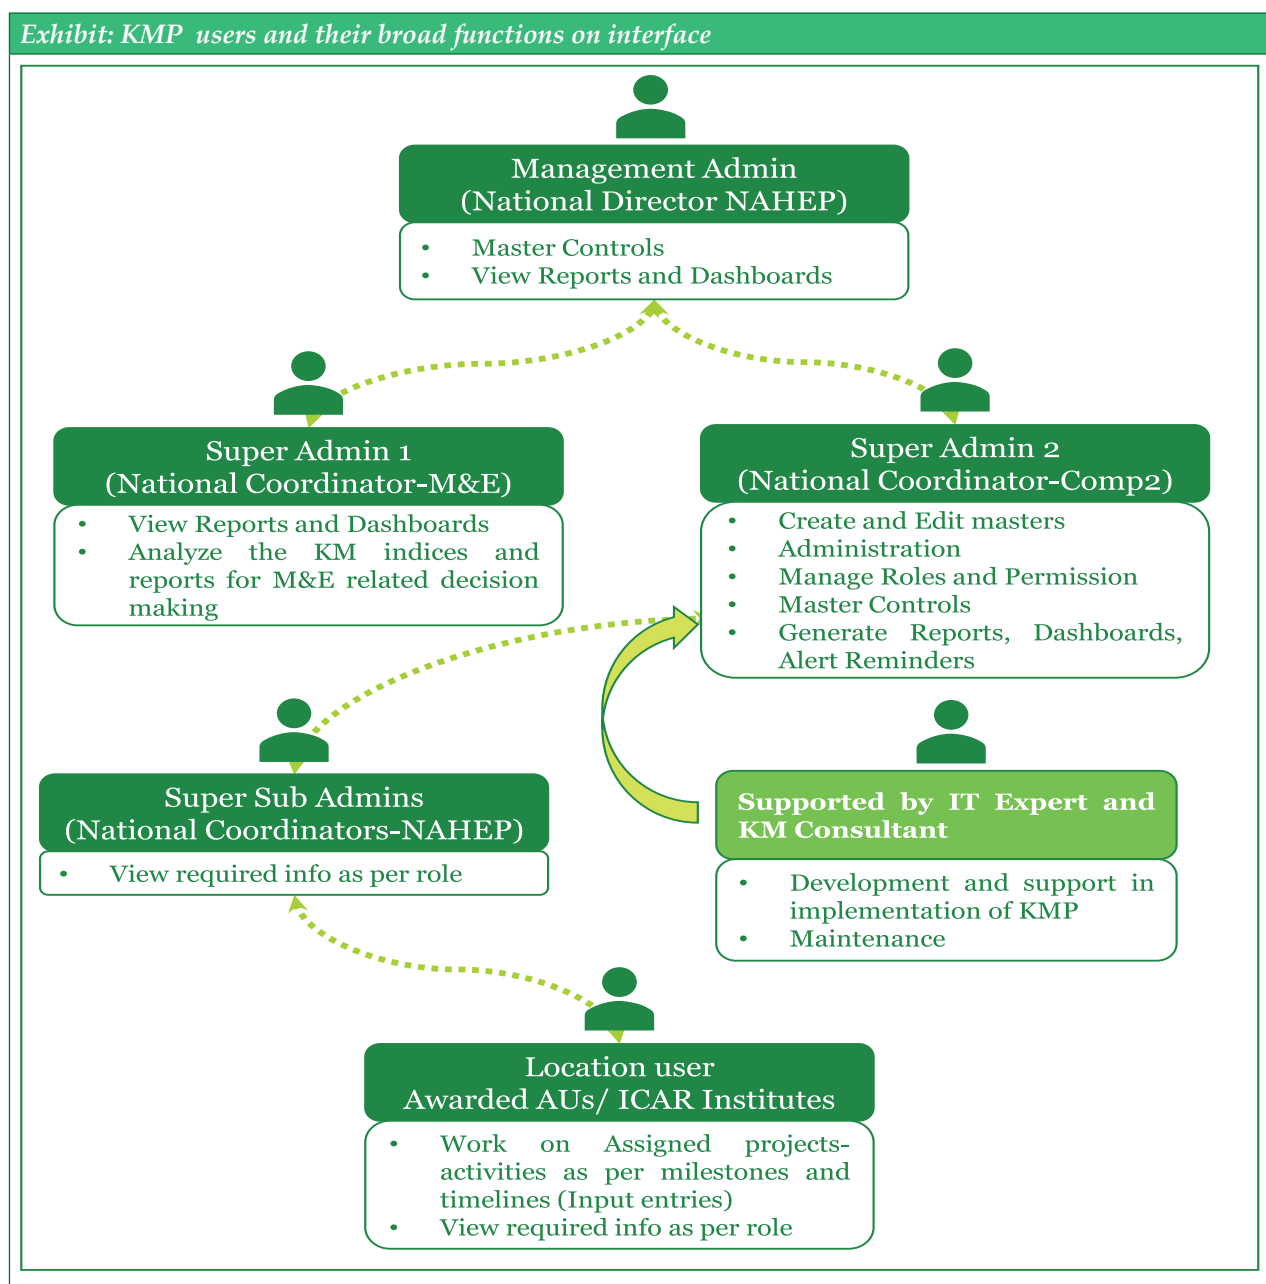 Exhibit: KMP users and their broad functions on interface
Management Admin
(National Director NAHEP)
• Master Controls
• View Reports and Dashboards
Super Admin 1
(National Coordinator-M&E)
• View Reports and Dashboards
• Analyze the KM indices and
reports for M&E related decision
making
Super Admin 2
(National Coordinator-Comp2)
• Create and Edit masters
• Administration
• Manage Roles and Permission
• Master Controls
• Generate Reports, Dashboards,
Alert Reminders
Super Sub Admins
(National Coordinators-NAHEP)
• View required info as per role
Supported by IT Expert and
KM Consultant
• Development and support in
implementation of KMP
• Maintenance
Location user
Awarded AUs/ ICAR Institutes
• Work on Assigned projects-
activities as per milestones and
timelines (Input entries)
• View required info as per role